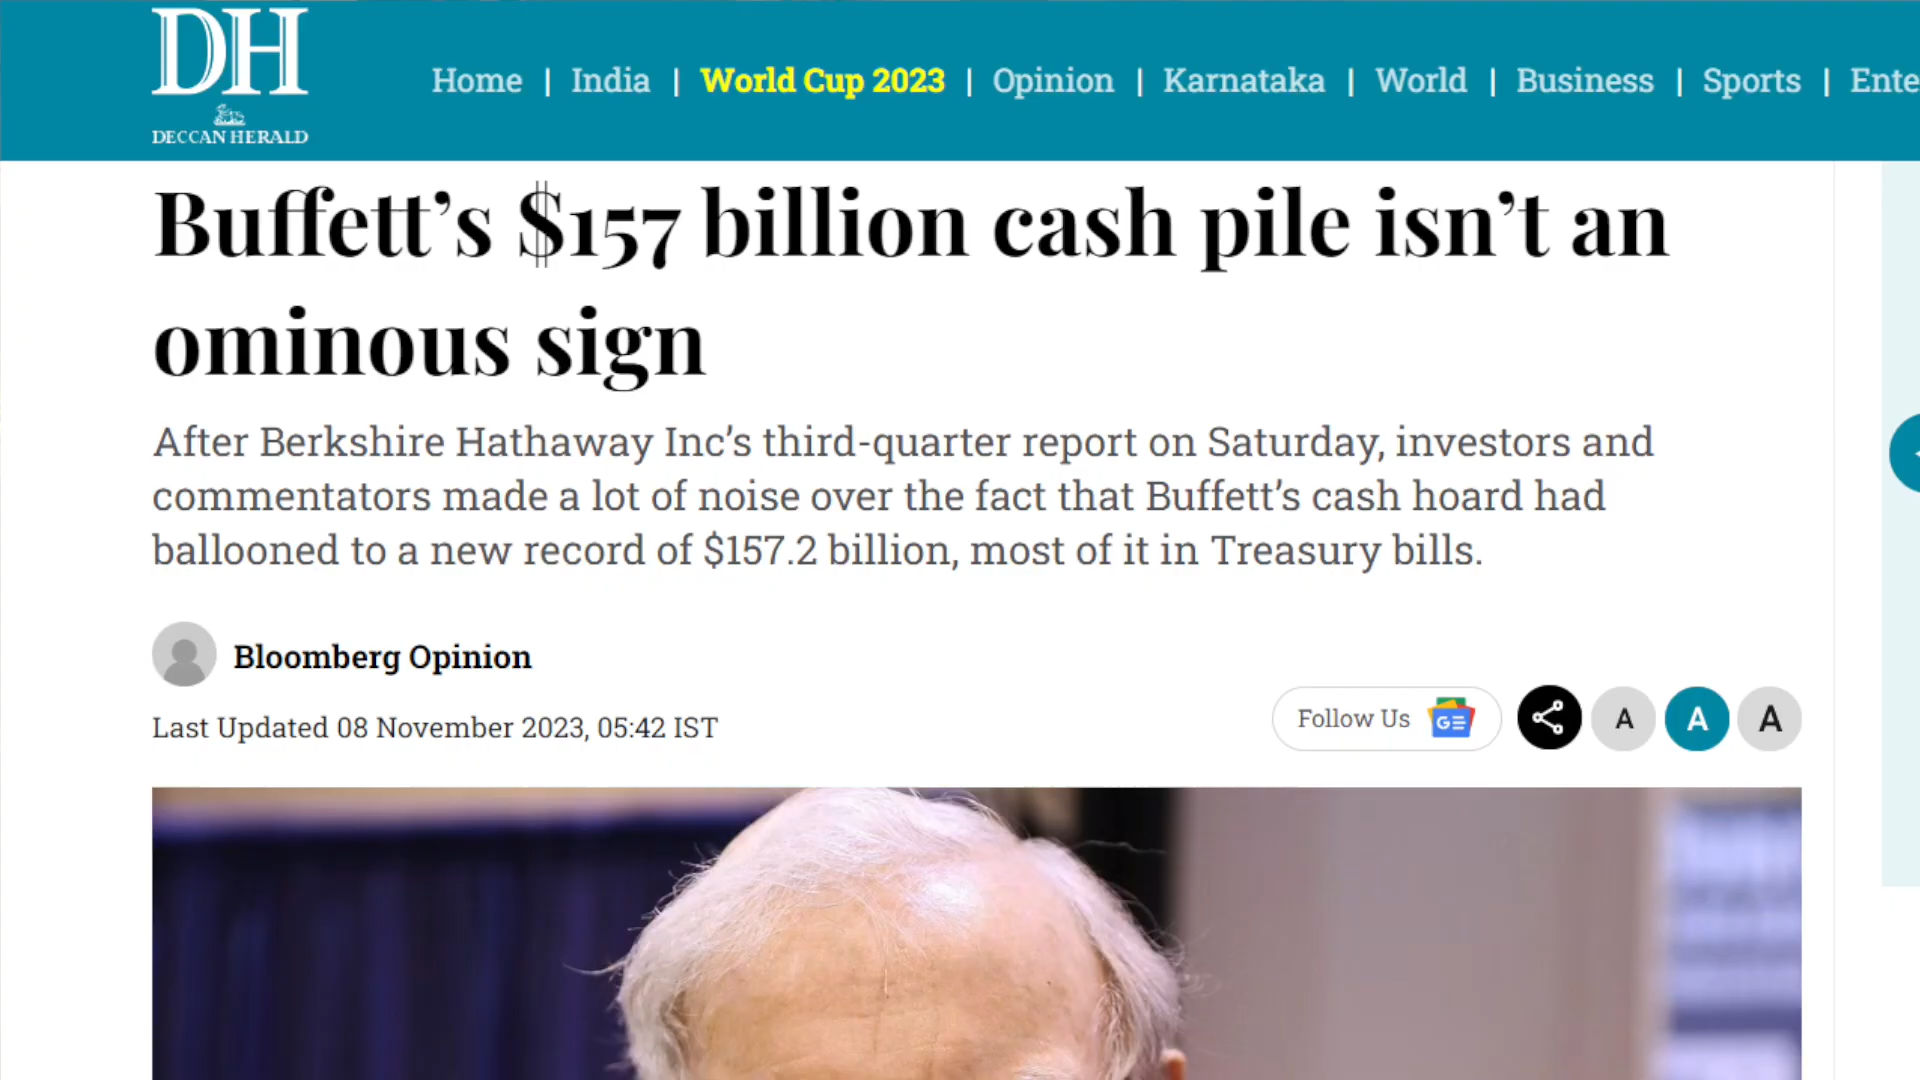 DH
DECCAN HERALD
Home | India | World Cup 2023 | Opinion | Karnataka | World | Business | Sports | Ente
Buffett’s $157 billion cash pile isn’t an
ominous sign
After Berkshire Hathaway Inc’s third-quarter report on Saturday, investors and
commentators made a lot of noise over the fact that Buffett’s cash hoard had
ballooned to a new record of $157.2 billion, most of it in Treasury bills.
Bloomberg Opinion
Last Updated 08 November 2023, 05:42 IST
Follow Us GE A A A